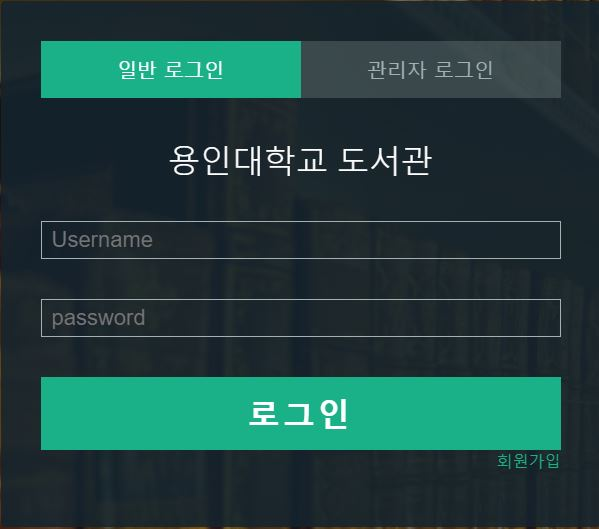 일반 로그인
관리자 로그인
용인대학교 도서관
Username
password
로그인
회원가입